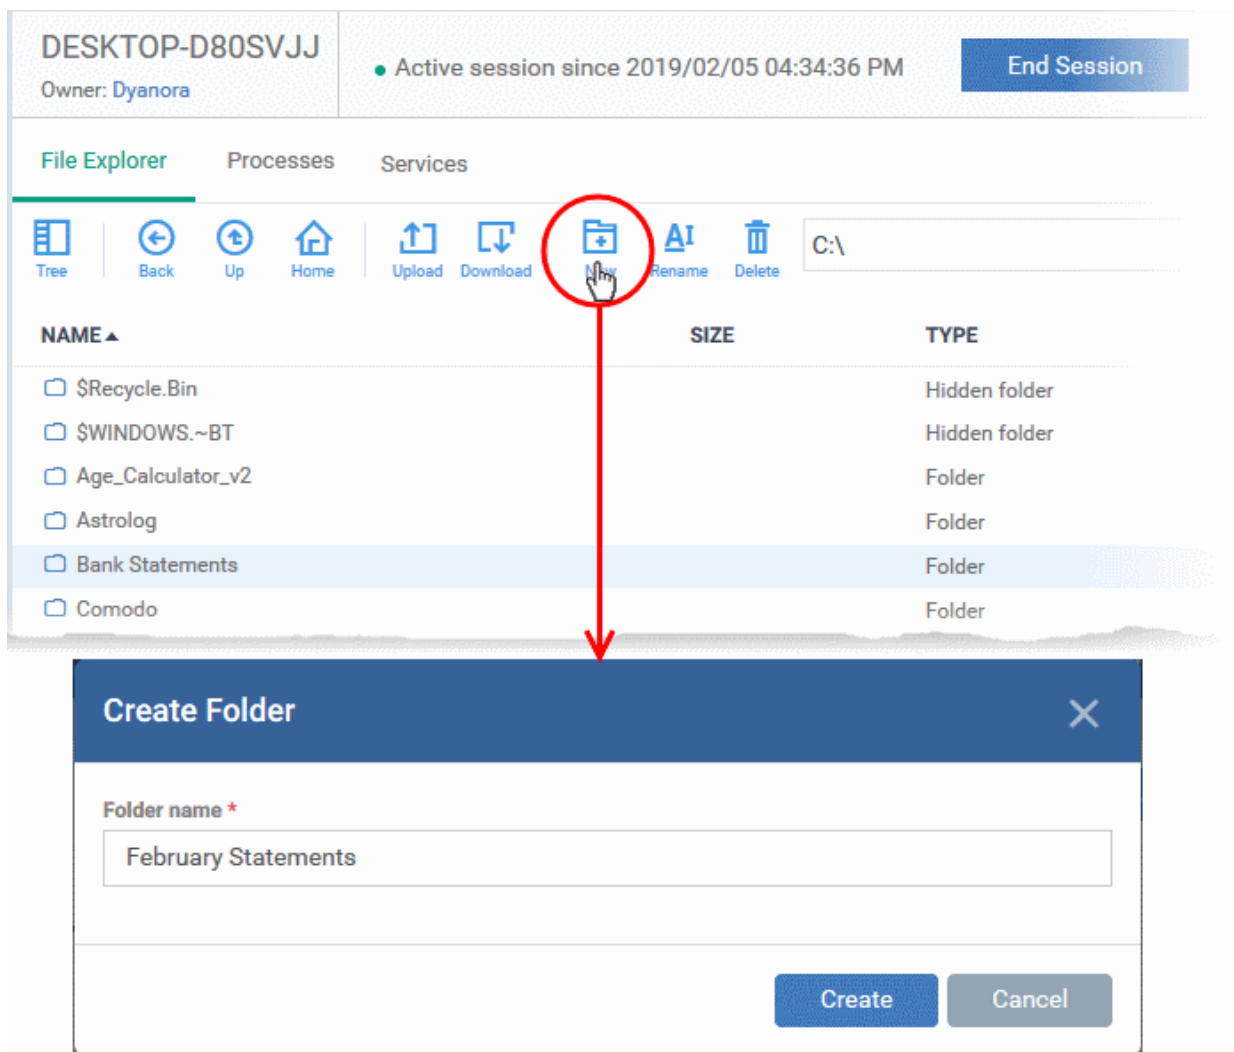 DESKTOP-D80SVJJ
Owner: Dyanora
● Active session since 2019/02/05 04:34:36 PM
End Session
File Explorer Processes Services
Tree Back Up Home Upload Download New Rename Delete C:\
NAME▲ SIZE TYPE
$Recycle.Bin Hidden folder
$WINDOWS.~BT Hidden folder
Age_Calculator_v2 Folder
Astrolog Folder
Bank Statements Folder
Comodo Folder
Create Folder
Folder name *
February Statements
Create Cancel